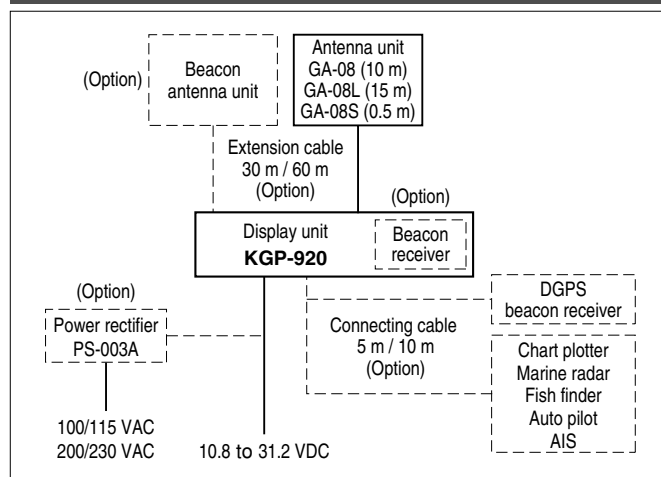 (Option)
Beacon
antenna unit
Antenna unit
GA-08 (10 m)
GA-08L (15 m)
GA-08S (0.5 m)
Extension cable
30 m / 60 m
(Option)
(Option)
Display unit
KGP-920
Beacon
receiver
(Option)
Power rectifier
PS-003A
100/115 VAC
200/230 VAC
10.8 to 31.2 VDC
Connecting cable
5 m / 10 m
(Option)
DGPS
beacon receiver
Chart plotter
Marine radar
Fish finder
Auto pilot
AIS